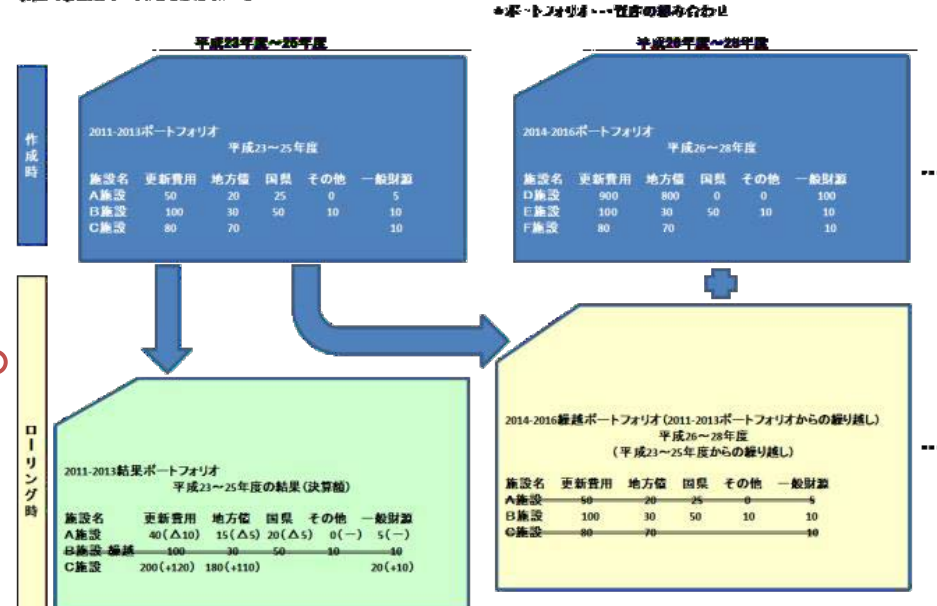 *ポートフォリオ・・・資産の組み合わせ
平成23年度～25年度
平成26年度～28年度
作成時
2011-2013ポートフォリオ
平成23～25年度
施設名 更新費用 地方債 国県 その他 一般財源
A施設 50 20 25 0 5
B施設 100 30 50 10 10
C施設 80 70 10
2014-2016ポートフォリオ
平成26～28年度
施設名 更新費用 地方債 国県 その他 一般財源
D施設 900 800 0 0 100
E施設 100 30 50 10 10
F施設 80 70 10
ローリング時
2011-2013結果ポートフォリオ
平成23～25年度の結果(決算額)
施設名 更新費用 地方債 国県 その他 一般財源
A施設 40(△10) 15(△5) 20(△5) 0(－) 5(－)
B施設 繰越 100 30 50 10 10
C施設 200(+120) 180(+110) 20(+10)
2014-2016繰越ポートフォリオ(2011-2013ポートフォリオからの繰り越し)
平成26～28年度
(平成23～25年度からの繰り越し)
施設名 更新費用 地方債 国県 その他 一般財源
A施設 50 20 25 0 5
B施設 100 30 50 10 10
C施設 80 70 10